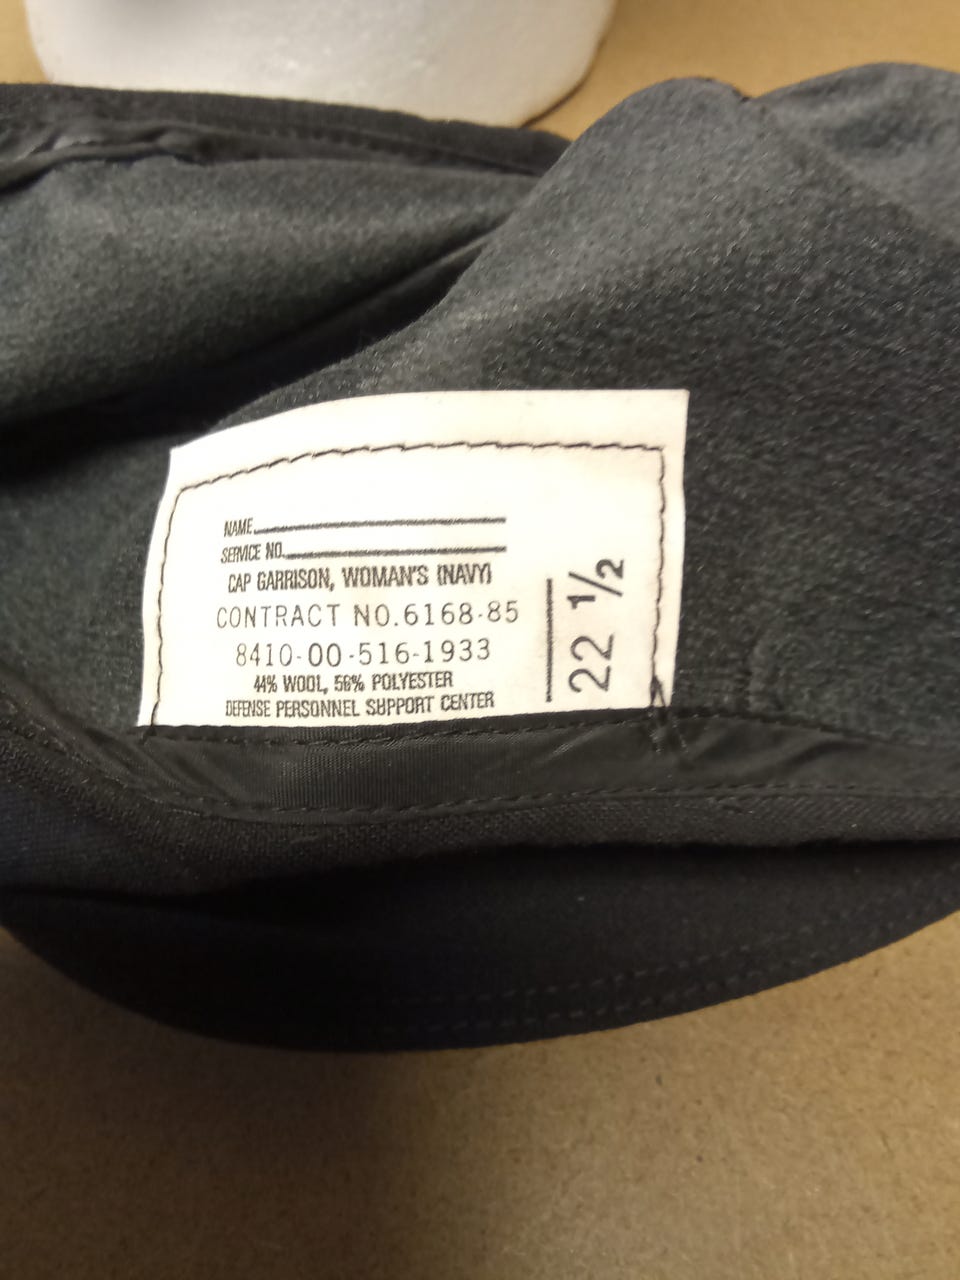 NAME
SERVICE NO.
CAP GARRISON, WOMAN'S (NAVY)
CONTRACT NO.6168-85
8410-00-516-1933
44% WOOL, 56% POLYESTER
DEFENSE PERSONNEL SUPPORT CENTER
22 ½